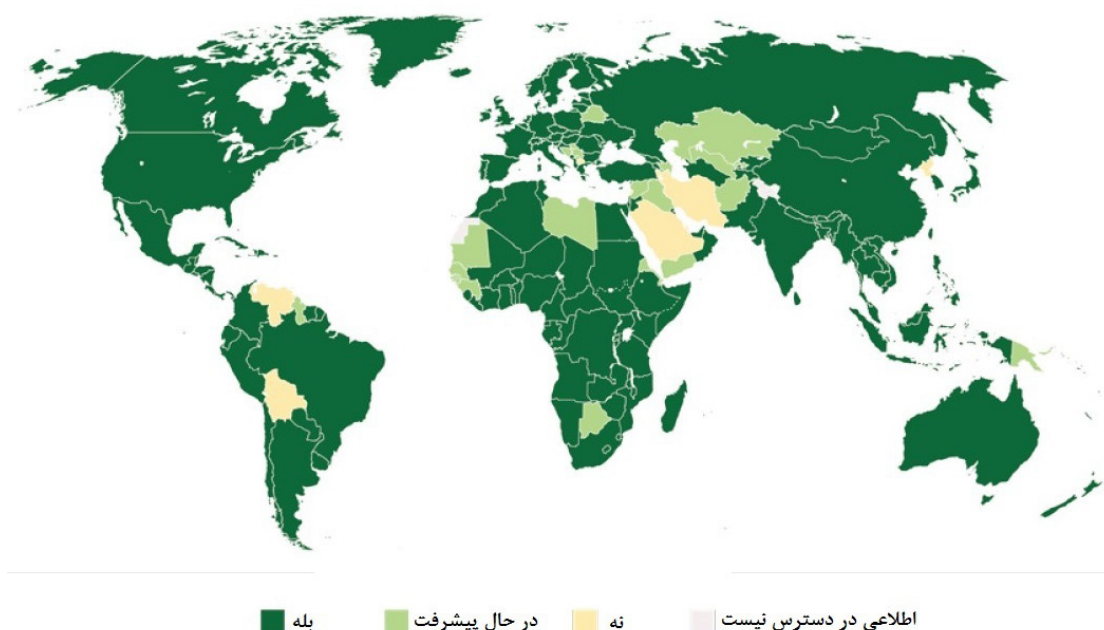 بله
در حال پیشرفت
نه
اطلاعی در دسترس نیست